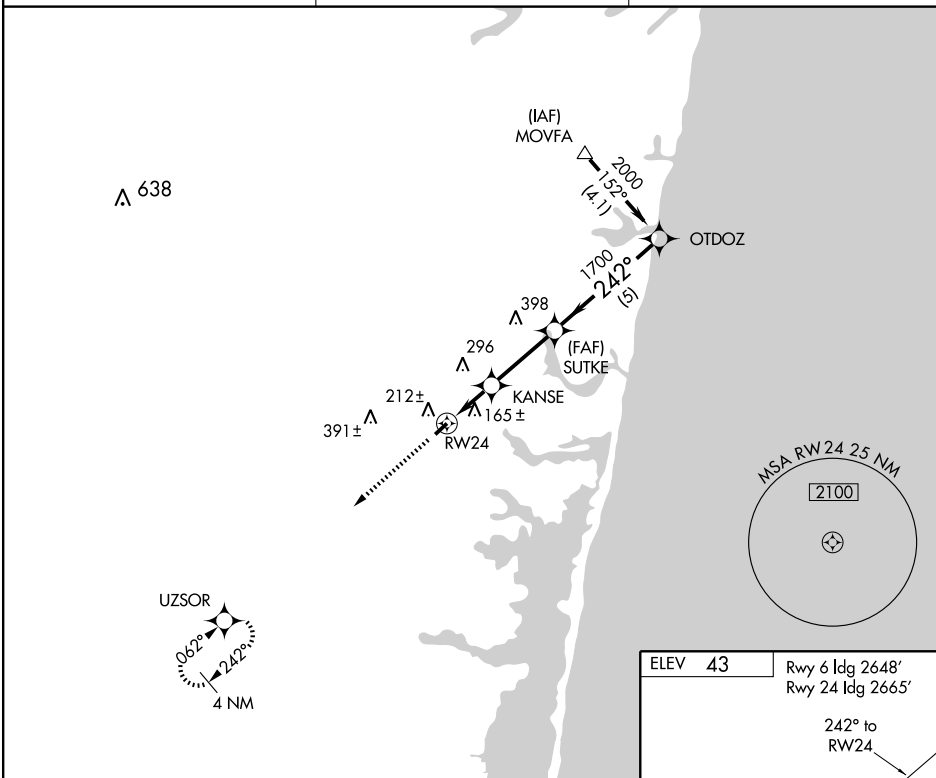 (IAF)
MOVFA
2000
152°
(4.1)
638
OTDOZ
1700
242°
(5)
398
(FAF)
SUTKE
296
KANSE
212±
165±
391±
RW24
MSA RW24 25 NM
2100
UZSOR
062°
242°
4 NM
ELEV 43
Rwy 6 ldg 2648'
Rwy 24 ldg 2665'
242° to
RW24